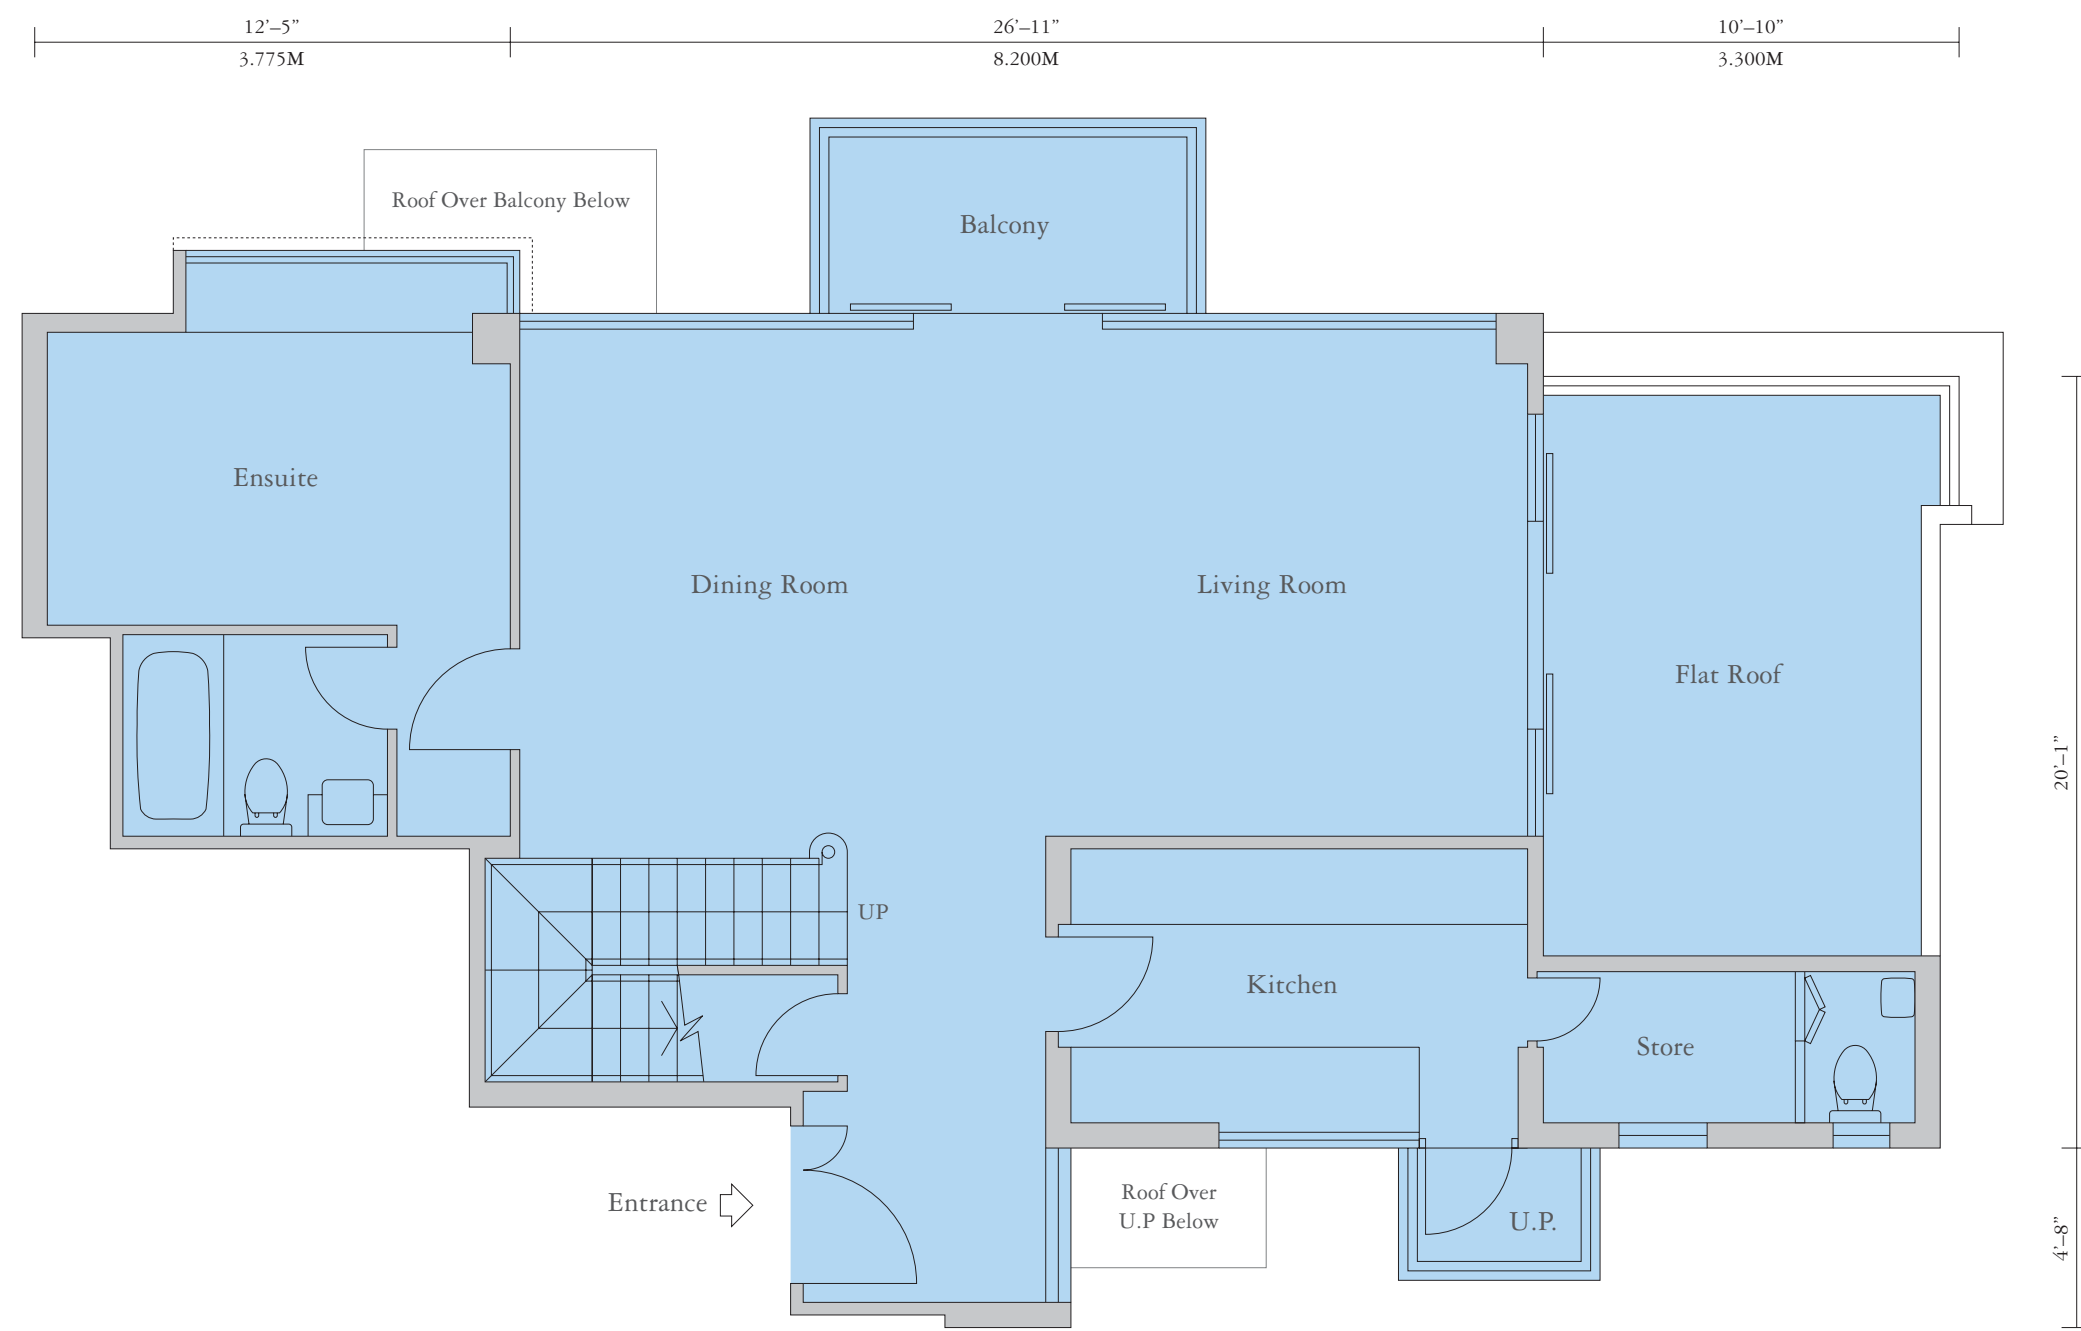 12’–5”
26’–11”
10’–10”
3.775M
8.200M
3.300M
Roof Over Balcony Below
Balcony
Ensuite
Dining Room
Living Room
Flat Roof
20’–1”
UP
Kitchen
Store
Entrance
Roof Over
U.P Below
U.P.
4’–8”